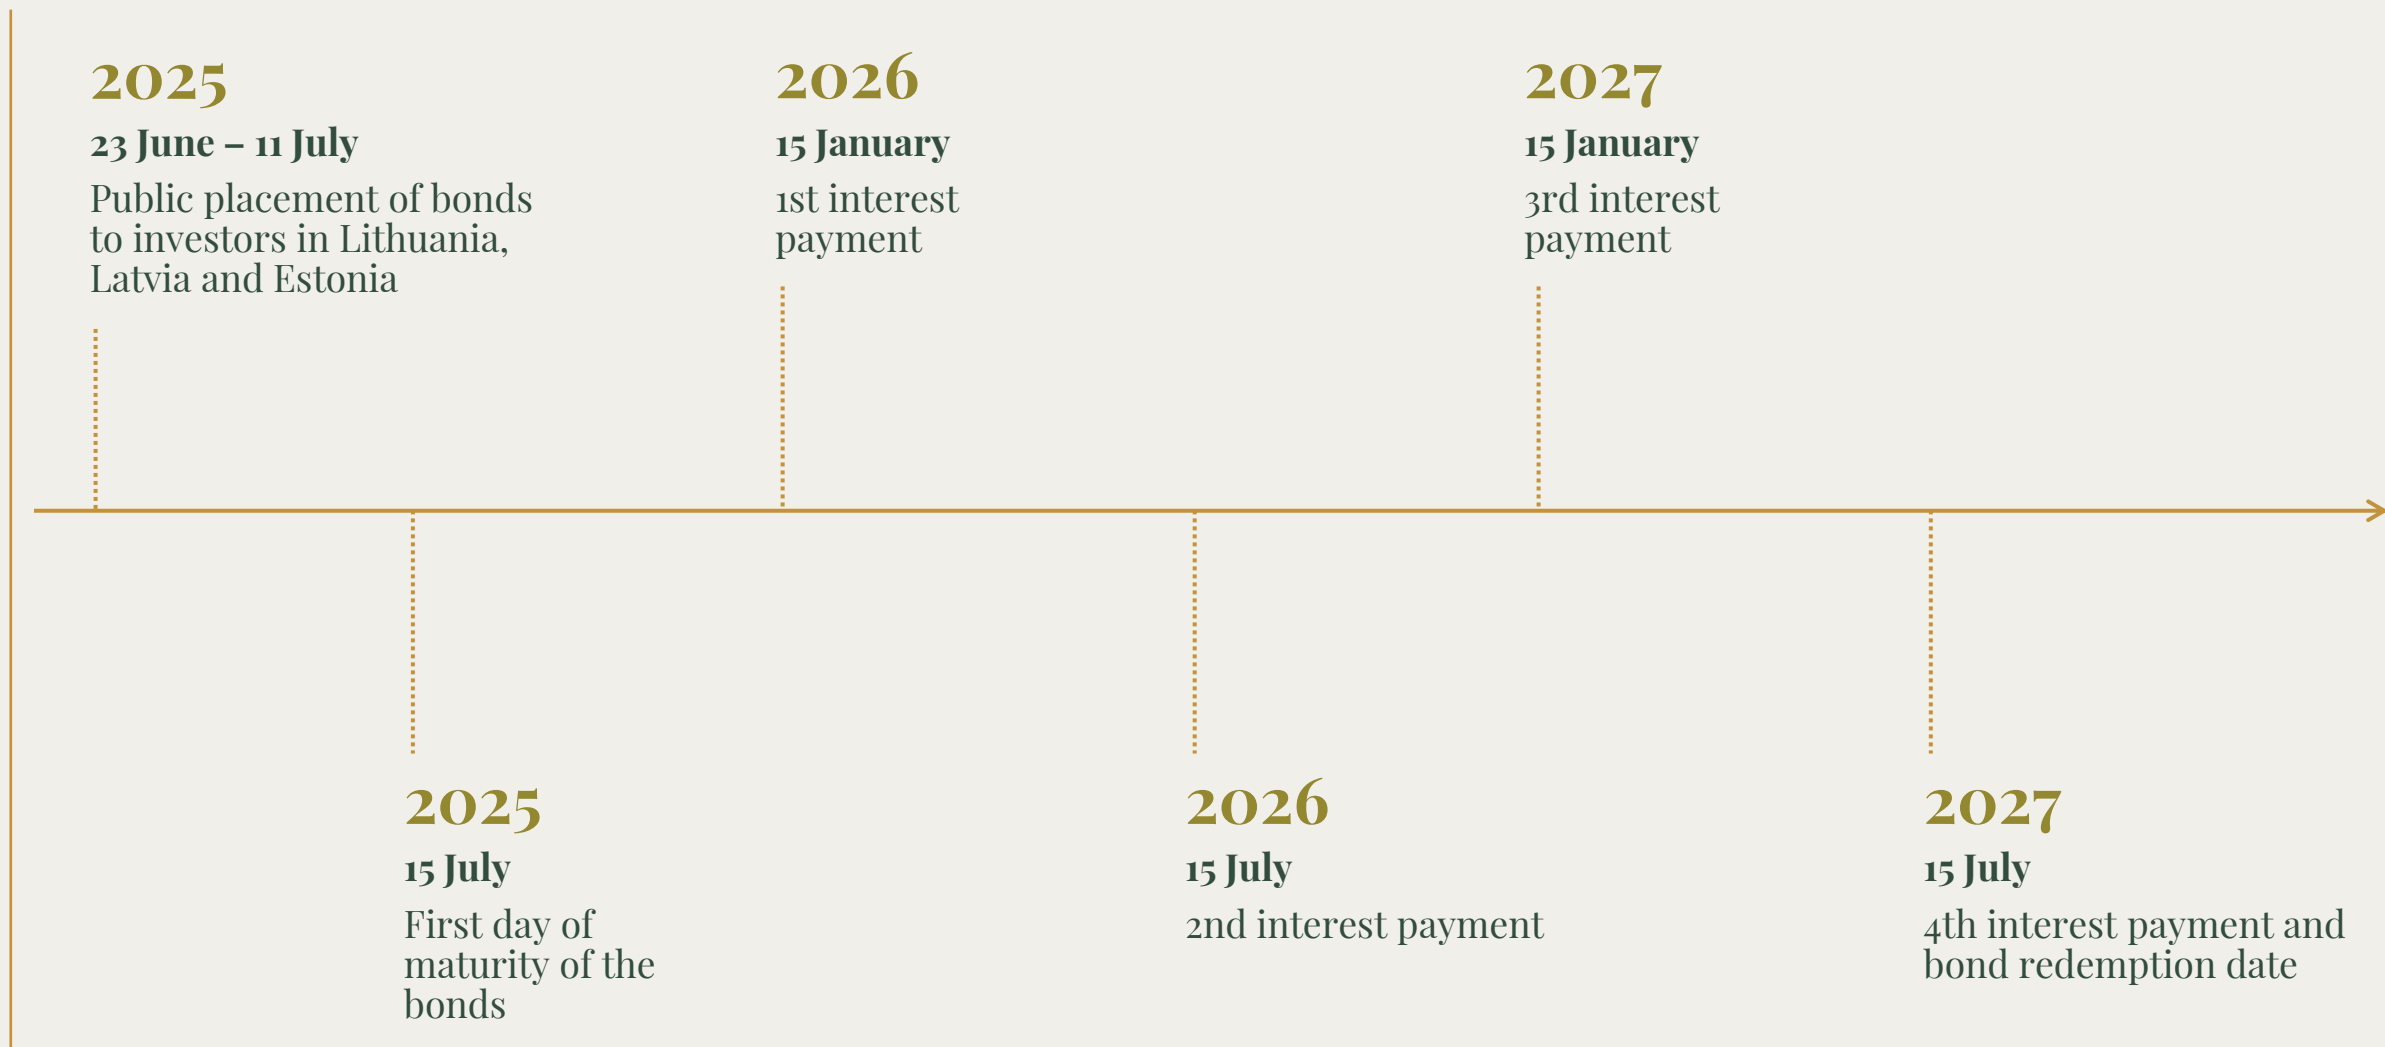 2025
23 June – 11 July
Public placement of bonds
to investors in Lithuania,
Latvia and Estonia
2026
15 January
1st interest
payment
2027
15 January
3rd interest
payment
2025
15 July
First day of
maturity of the
bonds
2026
15 July
2nd interest payment
2027
15 July
4th interest payment and
bond redemption date